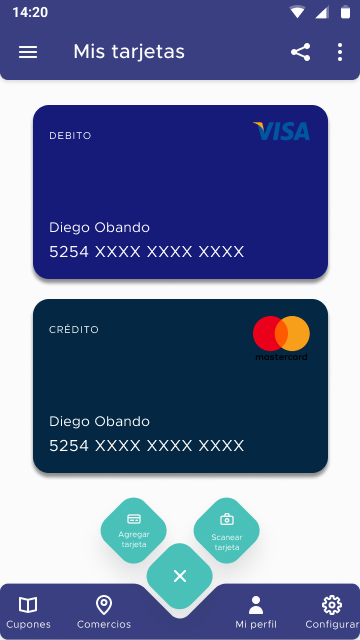 14:20
Mis tarjetas
DEBITO
VISA
Diego Obando
5254 XXXX XXXX XXXX
CRÉDITO
mastercard
Diego Obando
5254 XXXX XXXX XXXX
Agregar
tarjeta
Scanear
tarjeta
Cupones
Comercios
Mi perfil
Configurar